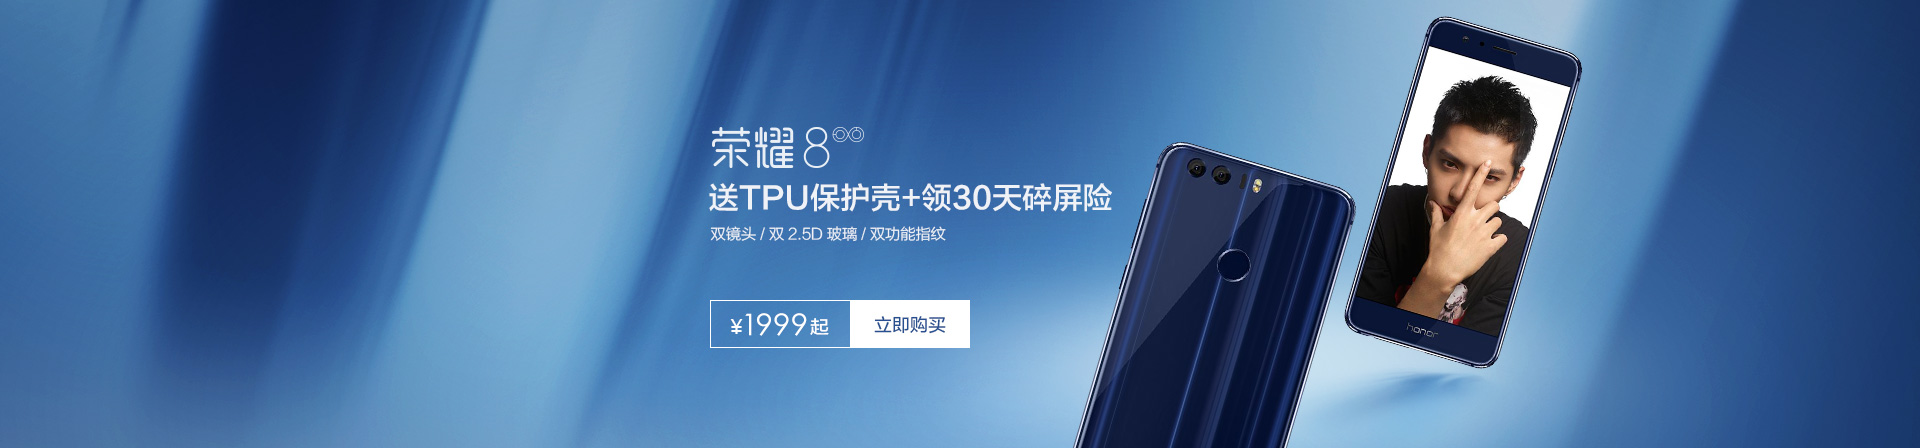 荣耀8
送TPU保护壳+领30天碎屏险
双镜头 / 双 2.5D 玻璃 / 双功能指纹
¥1999起
立即购买
honor